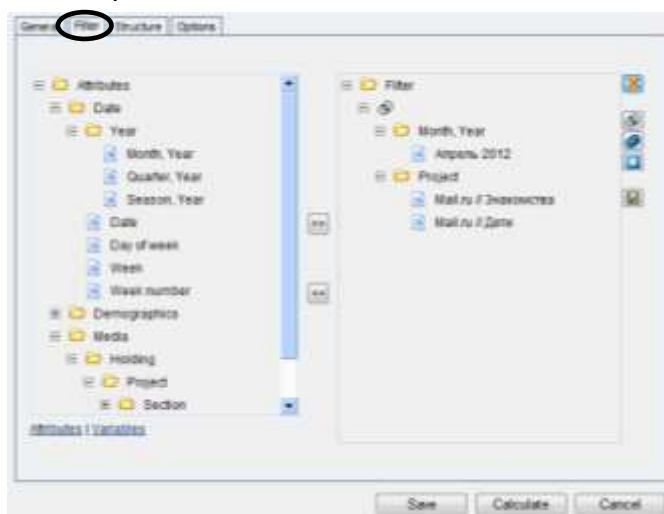 General Filter Structure Options
Attributes
Date
Year
Month, Year
Quarter, Year
Season, Year
Date
Day of week
Week
Week number
Demographics
Media
Holding
Project
Section
Attributes | Variables
Filter
Month, Year
Апрель 2012
Project
Mail.ru // Знакомства
Mail.ru // Дети
Save Calculate Cancel